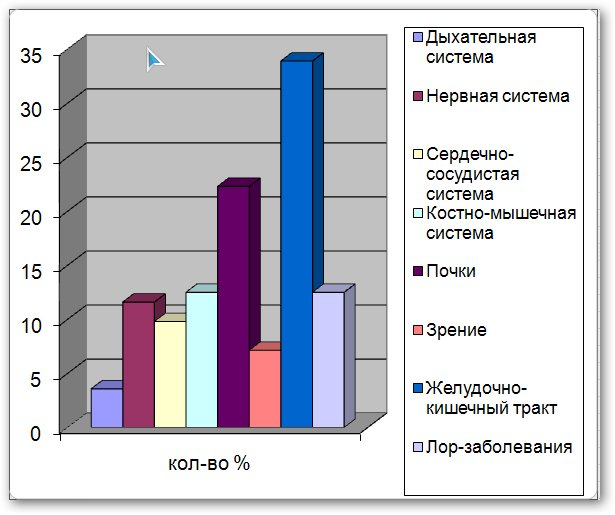 35
30
25
20
15
10
5
0
кол-во %
Дыхательная
система
Нервная система
Сердечно-
сосудистая
система
Костно-мышечная
система
Почки
Зрение
Желудочно-
кишечный тракт
Лор-заболевания